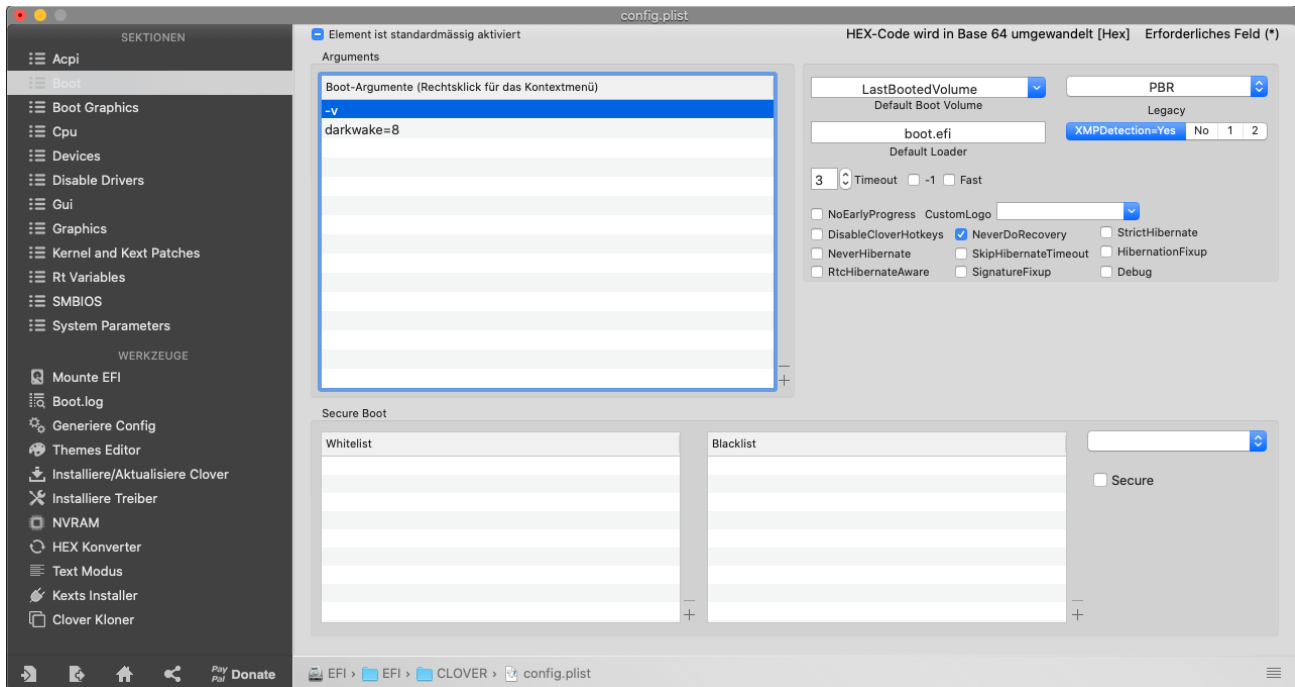 config.plist
SEKTIONEN
Acpi
Boot
Boot Graphics
Cpu
Devices
Disable Drivers
Gui
Graphics
Kernel and Kext Patches
Rt Variables
SMBIOS
System Parameters
WERKZEUGE
Mounte EFI
Boot.log
Generiere Config
Themes Editor
Installiere/Aktualisiere Clover
Installiere Treiber
NVRAM
HEX Konverter
Text Modus
Kexts Installer
Clover Kloner
Pay Pal Donate
Element ist standardmässig aktiviert
HEX-Code wird in Base 64 umgewandelt [Hex] Erforderliches Feld (*)
Arguments
Boot-Argumente (Rechtsklick für das Kontextmenü)
-v
darkwake=8
LastBootedVolume
Default Boot Volume
PBR
Legacy
boot.efi
Default Loader
XMPDetection=Yes No 1 2
3 Timeout -1 Fast
NoEarlyProgress CustomLogo
DisableCloverHotkeys NeverDoRecovery StrictHibernate
NeverHibernate SkipHibernateTimeout HibernationFixup
RtcHibernateAware SignatureFixup Debug
Secure Boot
Whitelist
Blacklist
Secure
EFI › EFI › CLOVER › config.plist